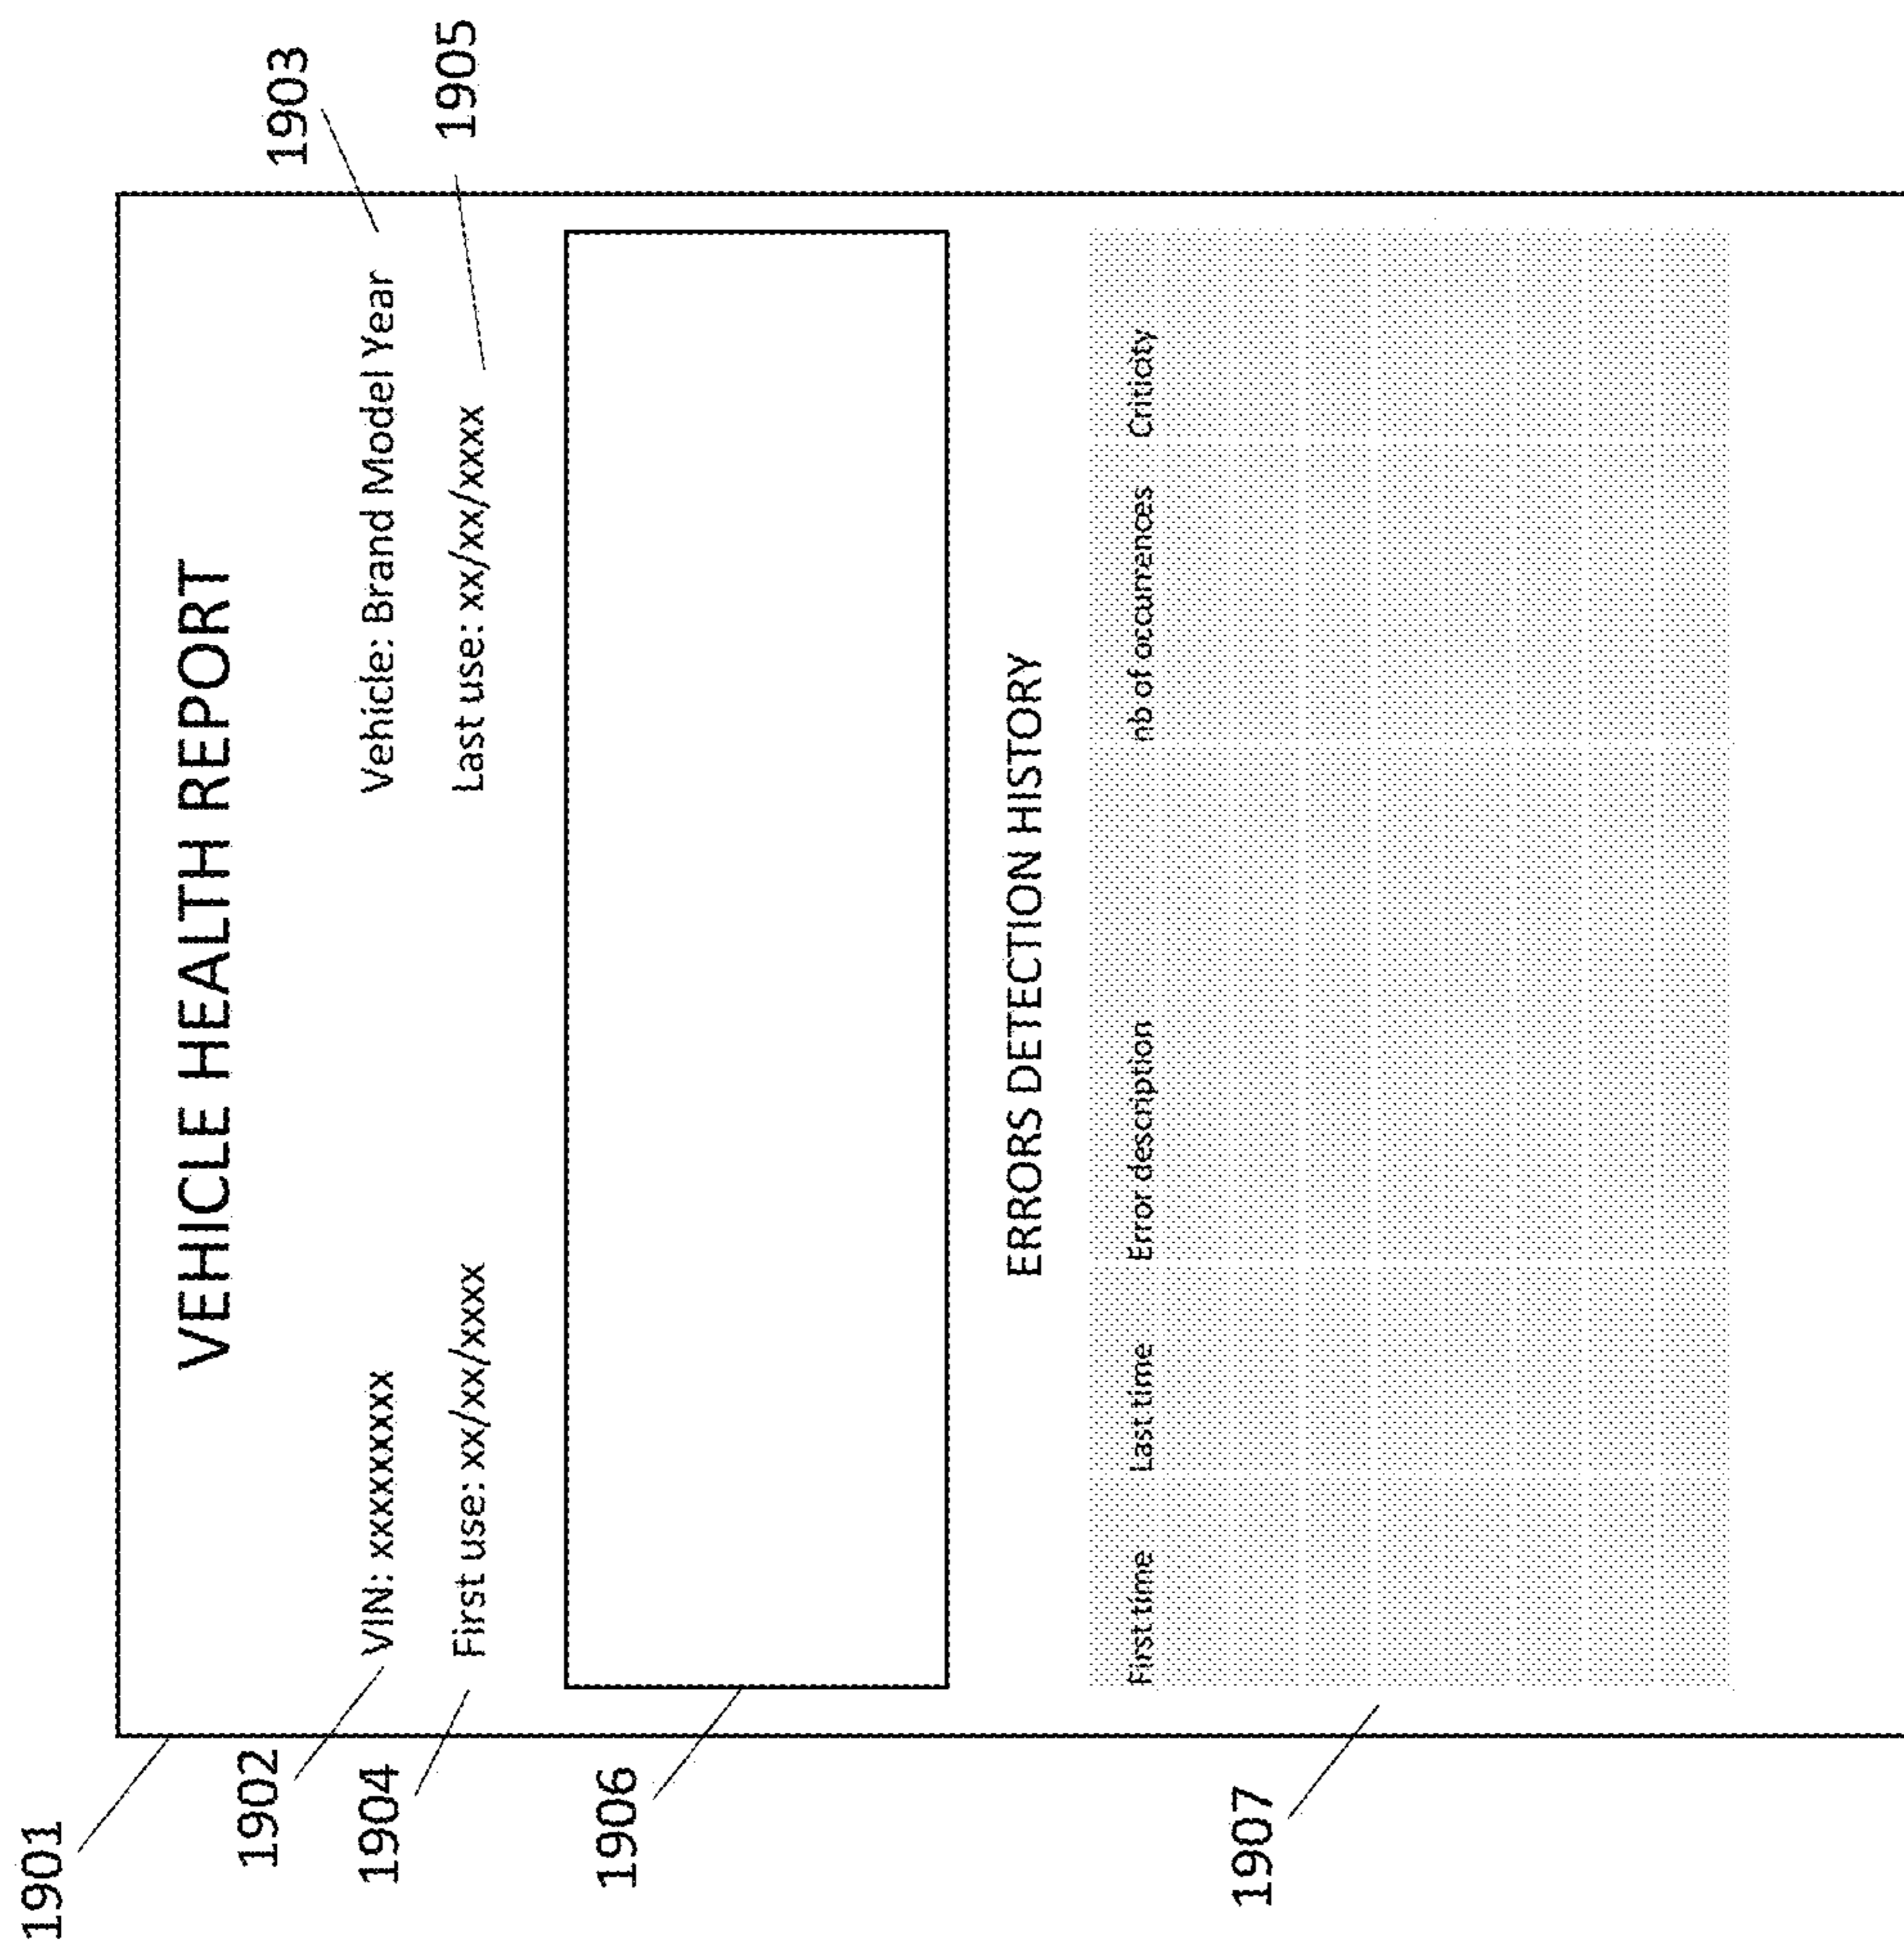 1901
VEHICLE HEALTH REPORT
1903
1902
VIN: xxxxxxxxx
Vehicle: Brand Model Year
1905
1904
First use: xx/xx/xxxx
Last use: xx/xx/xxxx
1906
ERRORS DETECTION HISTORY
First time Last time Error description nb of occurrences Criticity
1907